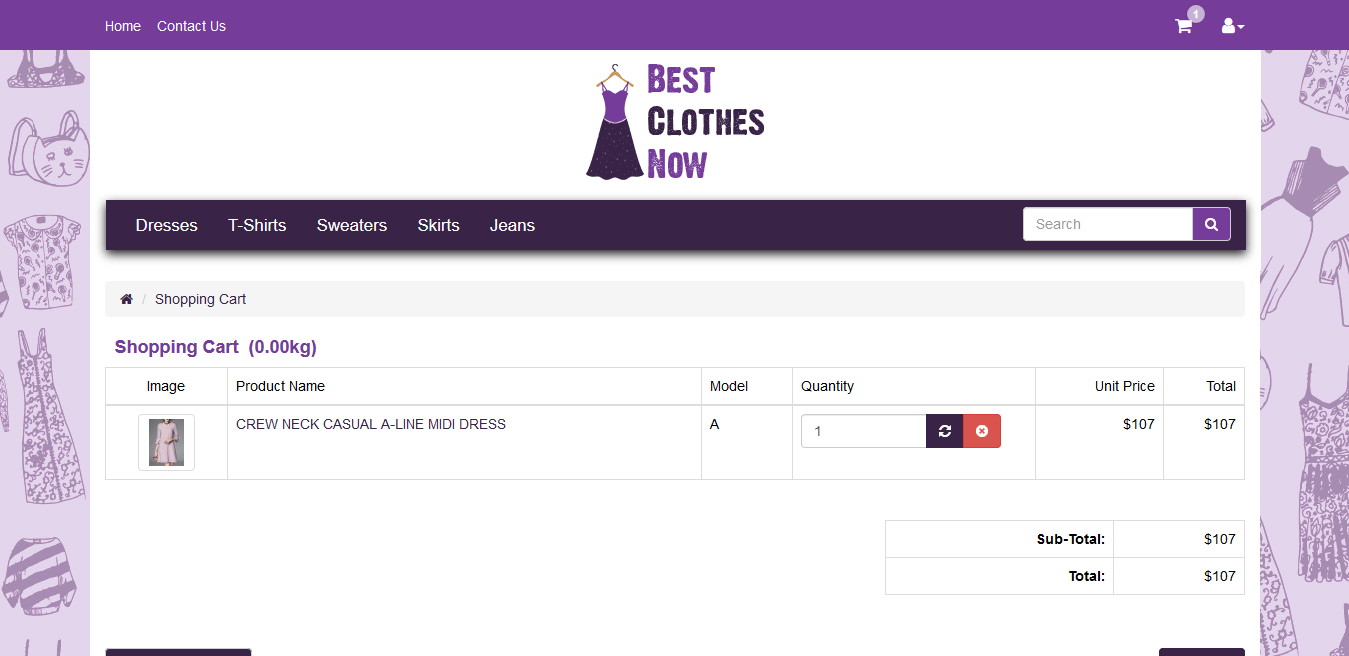 Home Contact Us 1
BEST
CLOTHES
NOW
Dresses T-Shirts Sweaters Skirts Jeans Search
/ Shopping Cart
Shopping Cart (0.00kg)
Image Product Name Model Quantity Unit Price Total
CREW NECK CASUAL A-LINE MIDI DRESS A 1 $107 $107
Sub-Total: $107
Total: $107